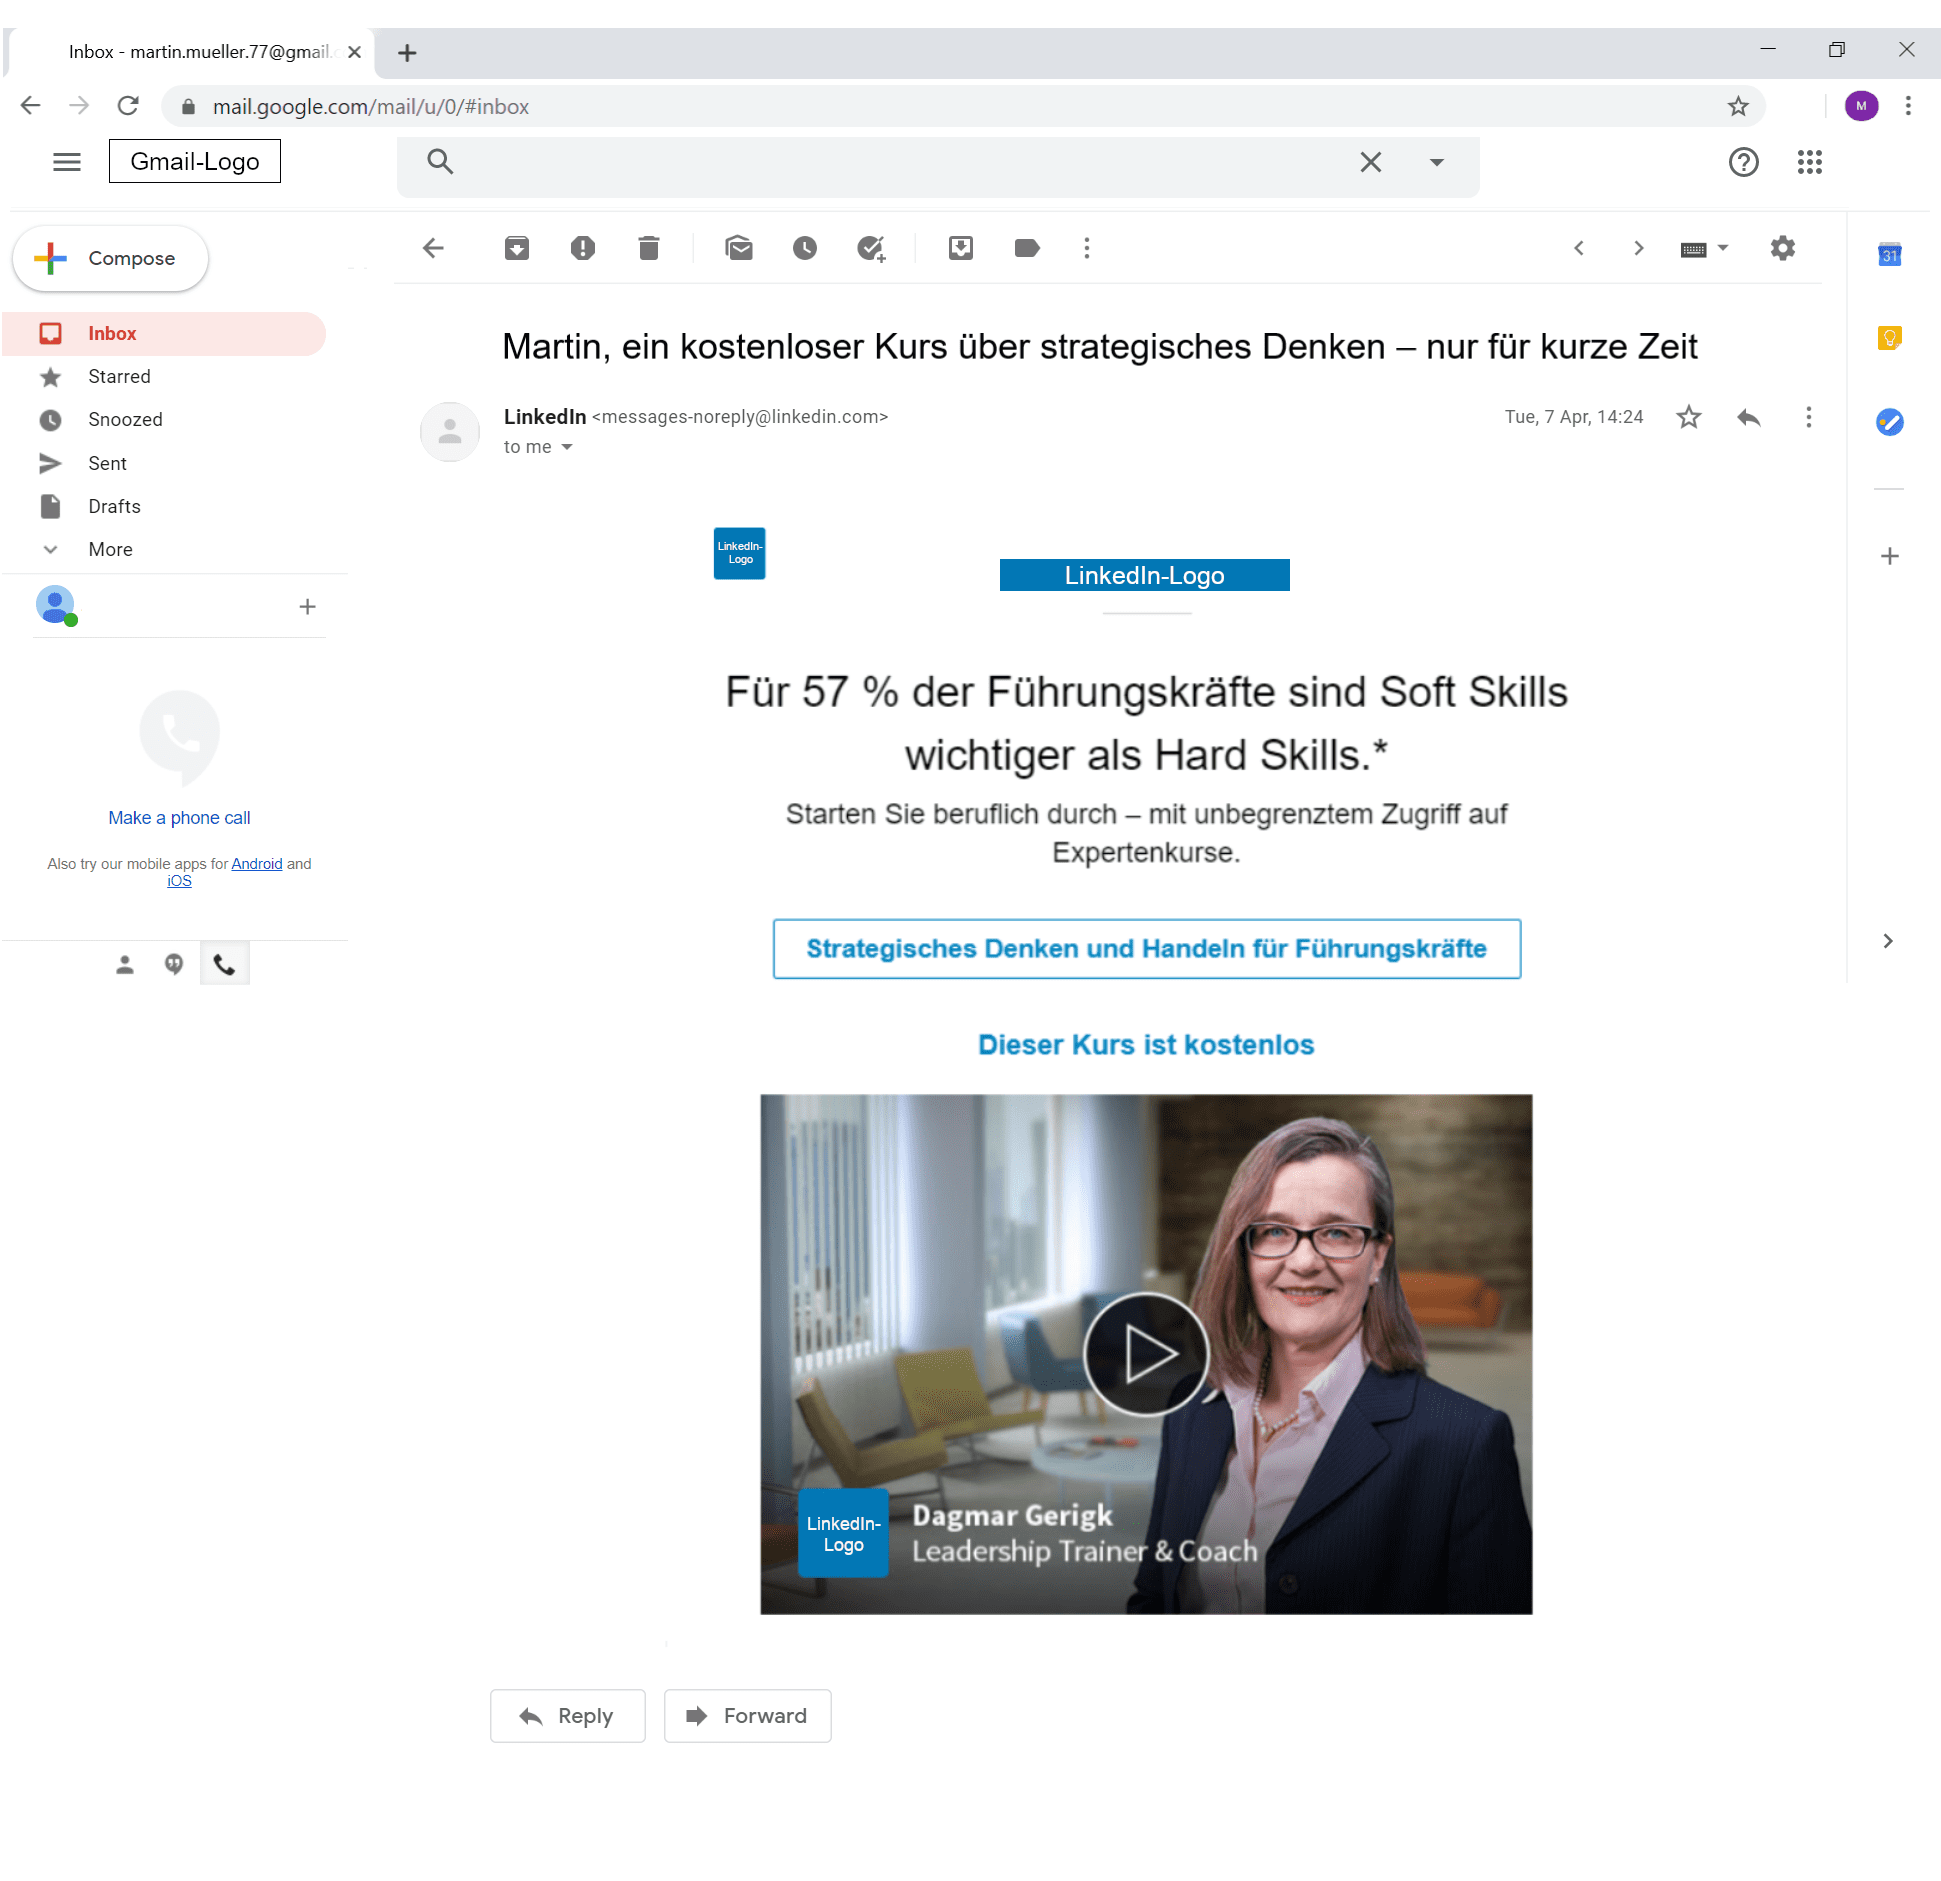 Inbox - martin.mueller.77@gmail.c
mail.google.com/mail/u/0/#inbox
M
Gmail-Logo
Compose
Inbox
Starred
Snoozed
Sent
Drafts
More
Make a phone call
Also try our mobile apps for Android and
iOS
31
Martin, ein kostenloser Kurs über strategisches Denken – nur für kurze Zeit
LinkedIn <messages-noreply@linkedin.com>
Tue, 7 Apr, 14:24
to me
LinkedIn-
Logo
LinkedIn-Logo
Für 57 % der Führungskräfte sind Soft Skills
wichtiger als Hard Skills.*
Starten Sie beruflich durch – mit unbegrenztem Zugriff auf
Expertenkurse.
Strategisches Denken und Handeln für Führungskräfte
Dieser Kurs ist kostenlos
LinkedIn-
Logo
Dagmar Gerigk
Leadership Trainer & Coach
Reply
Forward